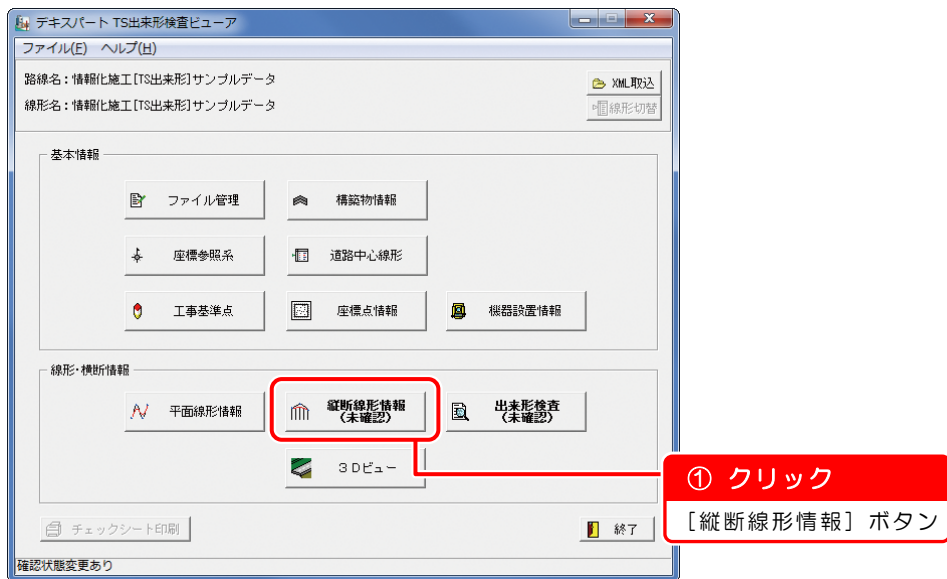 デキスパート TS出来形検査ビューア
ファイル(F) ヘルプ(H)
路線名：情報化施工[TS出来形]サンプルデータ
XML取込
線形名：情報化施工[TS出来形]サンプルデータ
線形切替
基本情報
ファイル管理 構築物情報
座標参照系 道路中心線形
工事基準点 座標点情報 機器設置情報
線形・横断情報
平面線形情報
縦断線形情報
（未確認）
出来形検査
（未確認）
3Dビュー
① クリック
[縦断線形情報] ボタン
チェックシート印刷 終了
確認状態変更あり